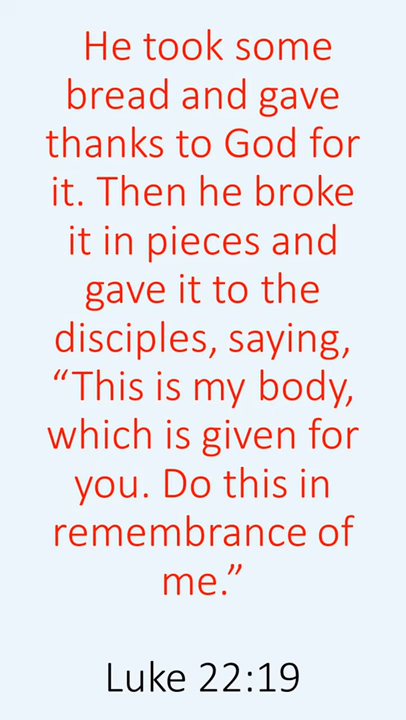 He took some
bread and gave
thanks to God for
it. Then he broke
it in pieces and
gave it to the
disciples, saying,
“This is my body,
which is given for
you. Do this in
remembrance of
me.”
Luke 22:19